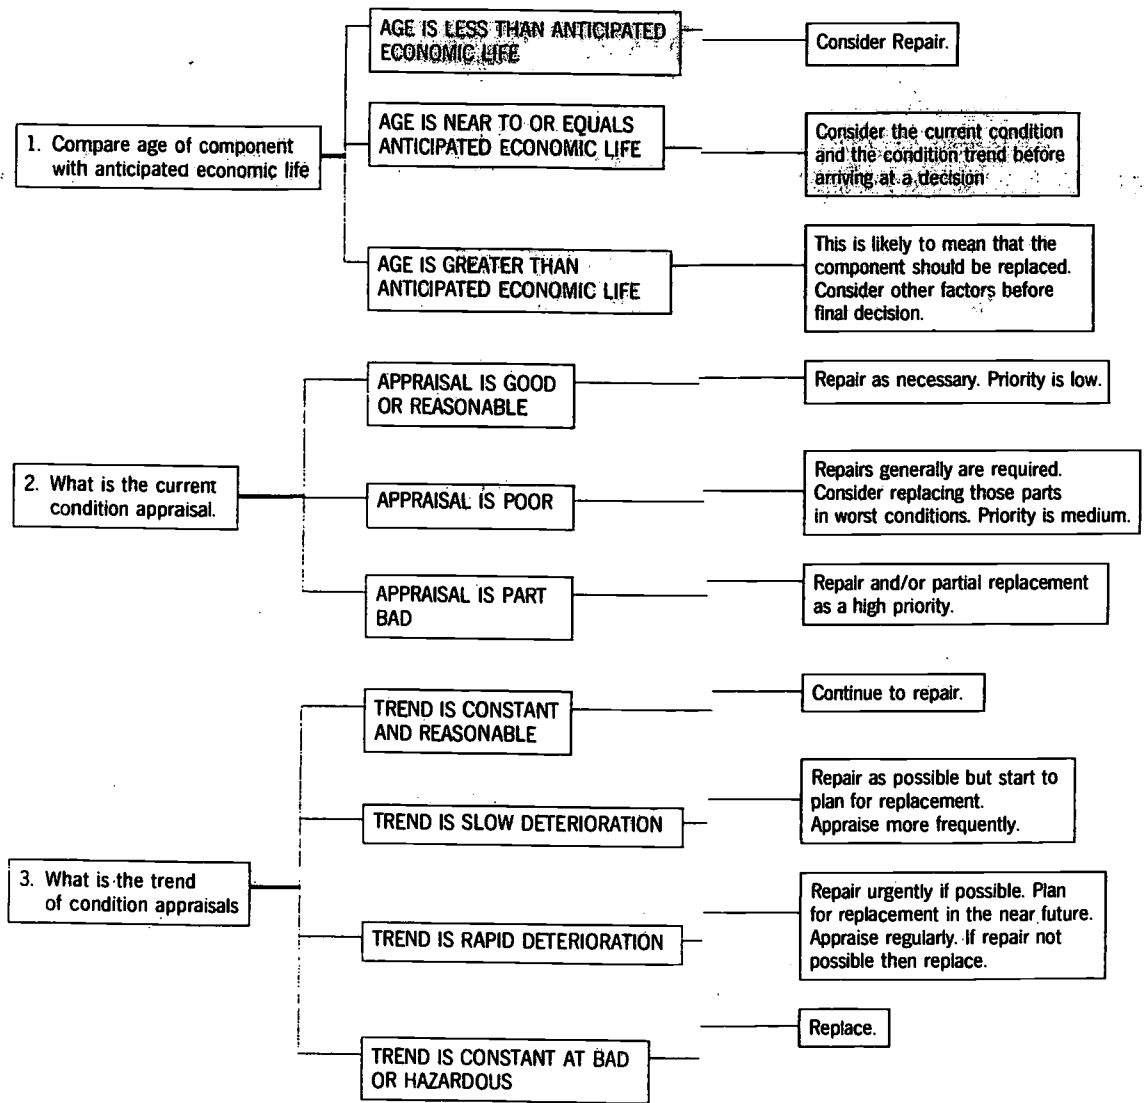 AGE IS LESS THAN ANTICIPATED
ECONOMIC LIFE
Consider Repair.
1. Compare age of component
with anticipated economic life
AGE IS NEAR TO OR EQUALS
ANTICIPATED ECONOMIC LIFE
Consider the current condition
and the condition trend before
arriving at a decision
AGE IS GREATER THAN
ANTICIPATED ECONOMIC LIFE
This is likely to mean that the
component should be replaced.
Consider other factors before
final decision.
APPRAISAL IS GOOD
OR REASONABLE
Repair as necessary. Priority is low.
2. What is the current
condition appraisal.
APPRAISAL IS POOR
Repairs generally are required.
Consider replacing those parts
in worst conditions. Priority is medium.
APPRAISAL IS PART
BAD
Repair and/or partial replacement
as a high priority.
TREND IS CONSTANT
AND REASONABLE
Continue to repair.
TREND IS SLOW DETERIORATION
Repair as possible but start to
plan for replacement.
Appraise more frequently.
3. What is the trend
of condition appraisals
TREND IS RAPID DETERIORATION
Repair urgently if possible. Plan
for replacement in the near future.
Appraise regularly. If repair not
possible then replace.
TREND IS CONSTANT AT BAD
OR HAZARDOUS
Replace.